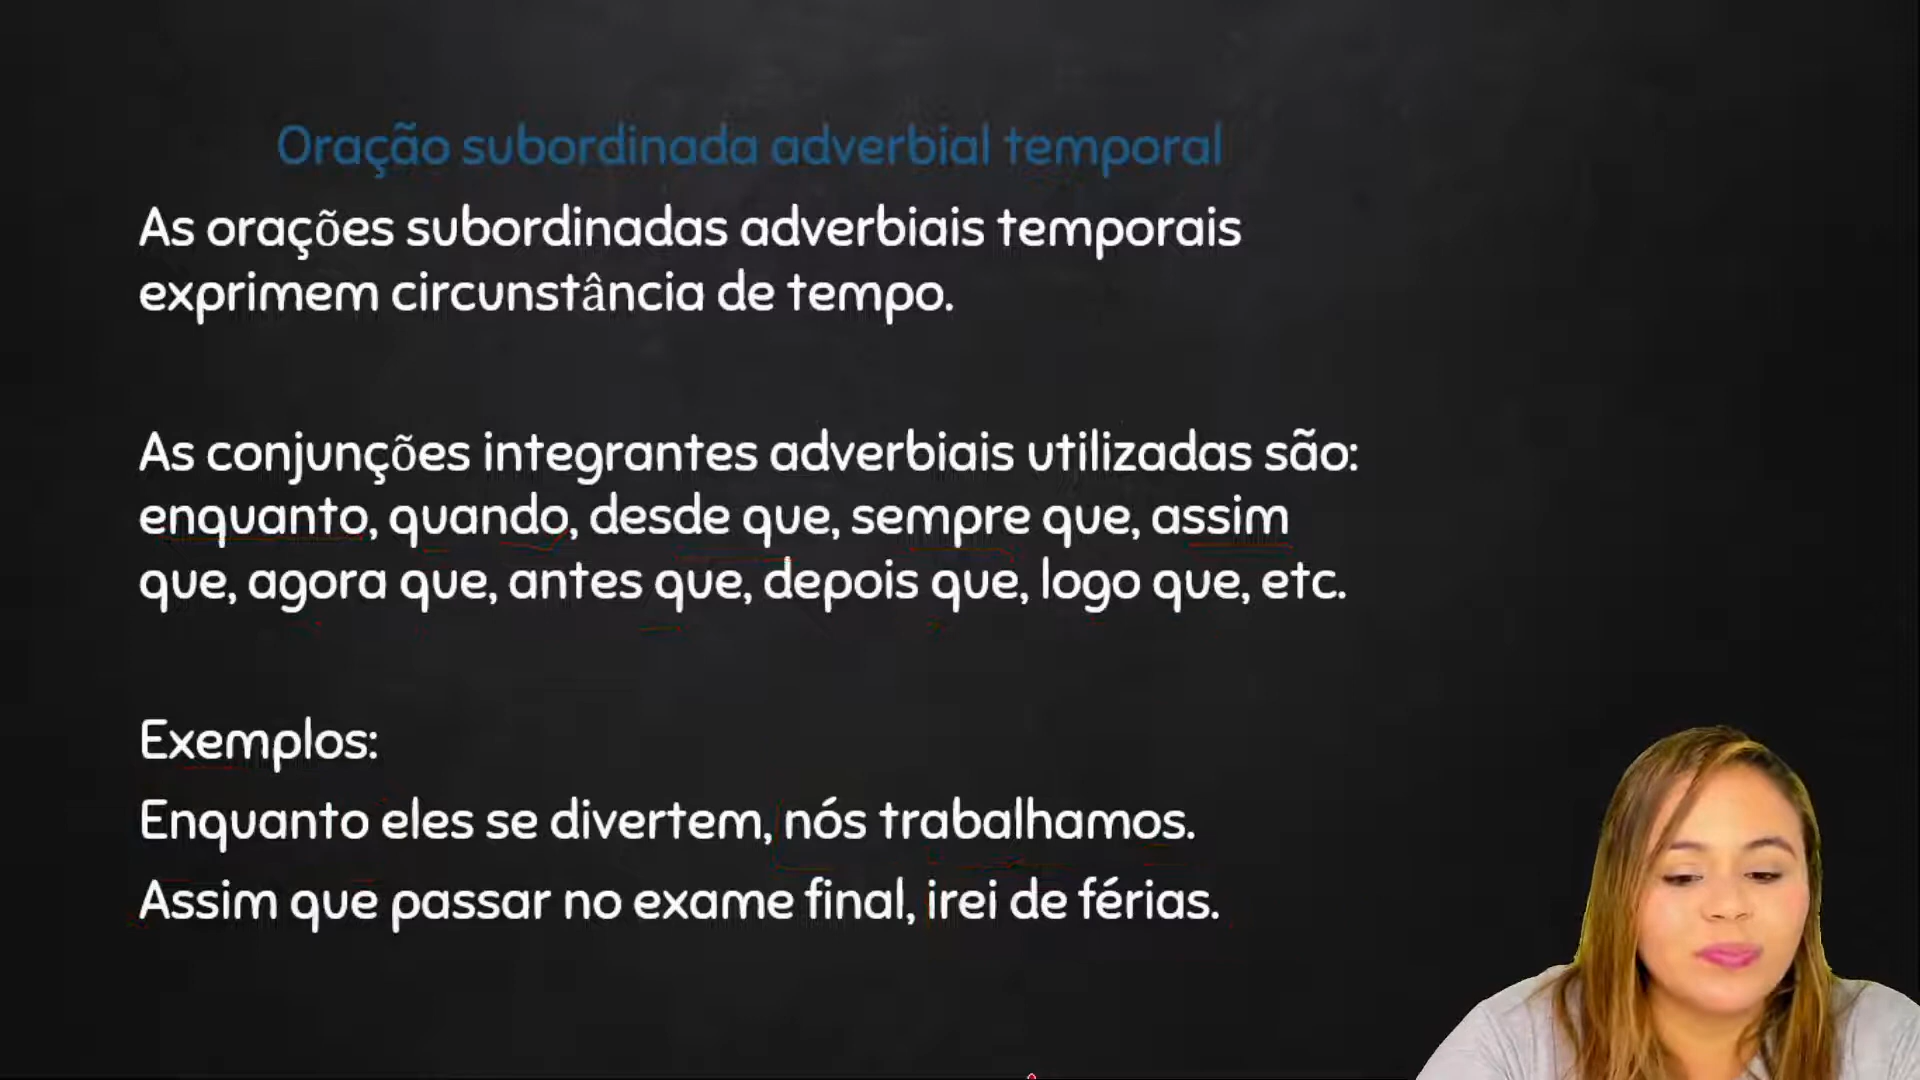 Oração subordinada adverbial temporal
As orações subordinadas adverbiais temporais
exprimem circunstância de tempo.
As conjunções integrantes adverbiais utilizadas são:
enquanto, quando, desde que, sempre que, assim
que, agora que, antes que, depois que, logo que, etc.
Exemplos:
Enquanto eles se divertem, nós trabalhamos.
Assim que passar no exame final, irei de férias.